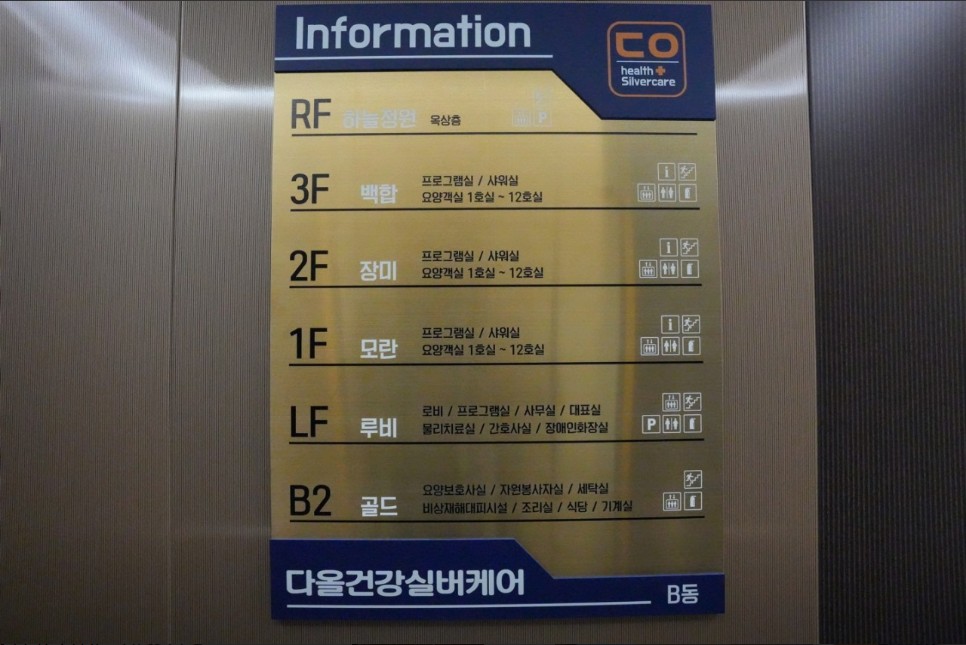 Information
CO
health
Silvercare
RF 하늘정원 옥상층
P
3F 백합 프로그램실 / 샤워실
요양객실 1호실 ~ 12호실
i
2F 장미 프로그램실 / 샤워실
요양객실 1호실 ~ 12호실
i
1F 모란 프로그램실 / 샤워실
요양객실 1호실 ~ 12호실
i
LF 루비 로비 / 프로그램실 / 사무실 / 대표실
물리치료실 / 간호사실 / 장애인화장실
P
B2 골드 요양보호사실 / 자원봉사자실 / 세탁실
비상재해대피시설 / 조리실 / 식당 / 기계실
다올건강실버케어
B동